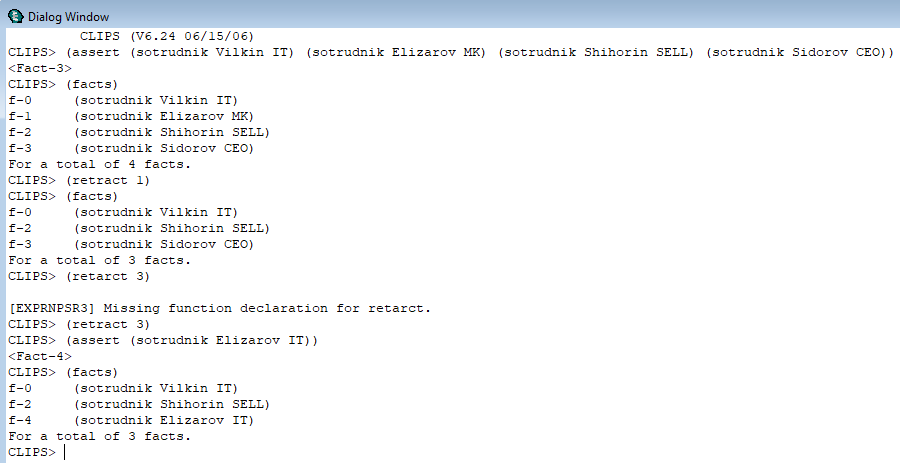 Dialog Window
CLIPS (V6.24 06/15/06)
CLIPS> (assert (sotrudnik Vilkin IT) (sotrudnik Elizarov MK) (sotrudnik Shihorin SELL) (sotrudnik Sidorov CEO))
<Fact-3>
CLIPS> (facts)
f-0     (sotrudnik Vilkin IT)
f-1     (sotrudnik Elizarov MK)
f-2     (sotrudnik Shihorin SELL)
f-3     (sotrudnik Sidorov CEO)
For a total of 4 facts.
CLIPS> (retract 1)
CLIPS> (facts)
f-0     (sotrudnik Vilkin IT)
f-2     (sotrudnik Shihorin SELL)
f-3     (sotrudnik Sidorov CEO)
For a total of 3 facts.
CLIPS> (retarct 3)
[EXPRNPSR3] Missing function declaration for retarct.
CLIPS> (retract 3)
CLIPS> (assert (sotrudnik Elizarov IT))
<Fact-4>
CLIPS> (facts)
f-0     (sotrudnik Vilkin IT)
f-2     (sotrudnik Shihorin SELL)
f-4     (sotrudnik Elizarov IT)
For a total of 3 facts.
CLIPS>